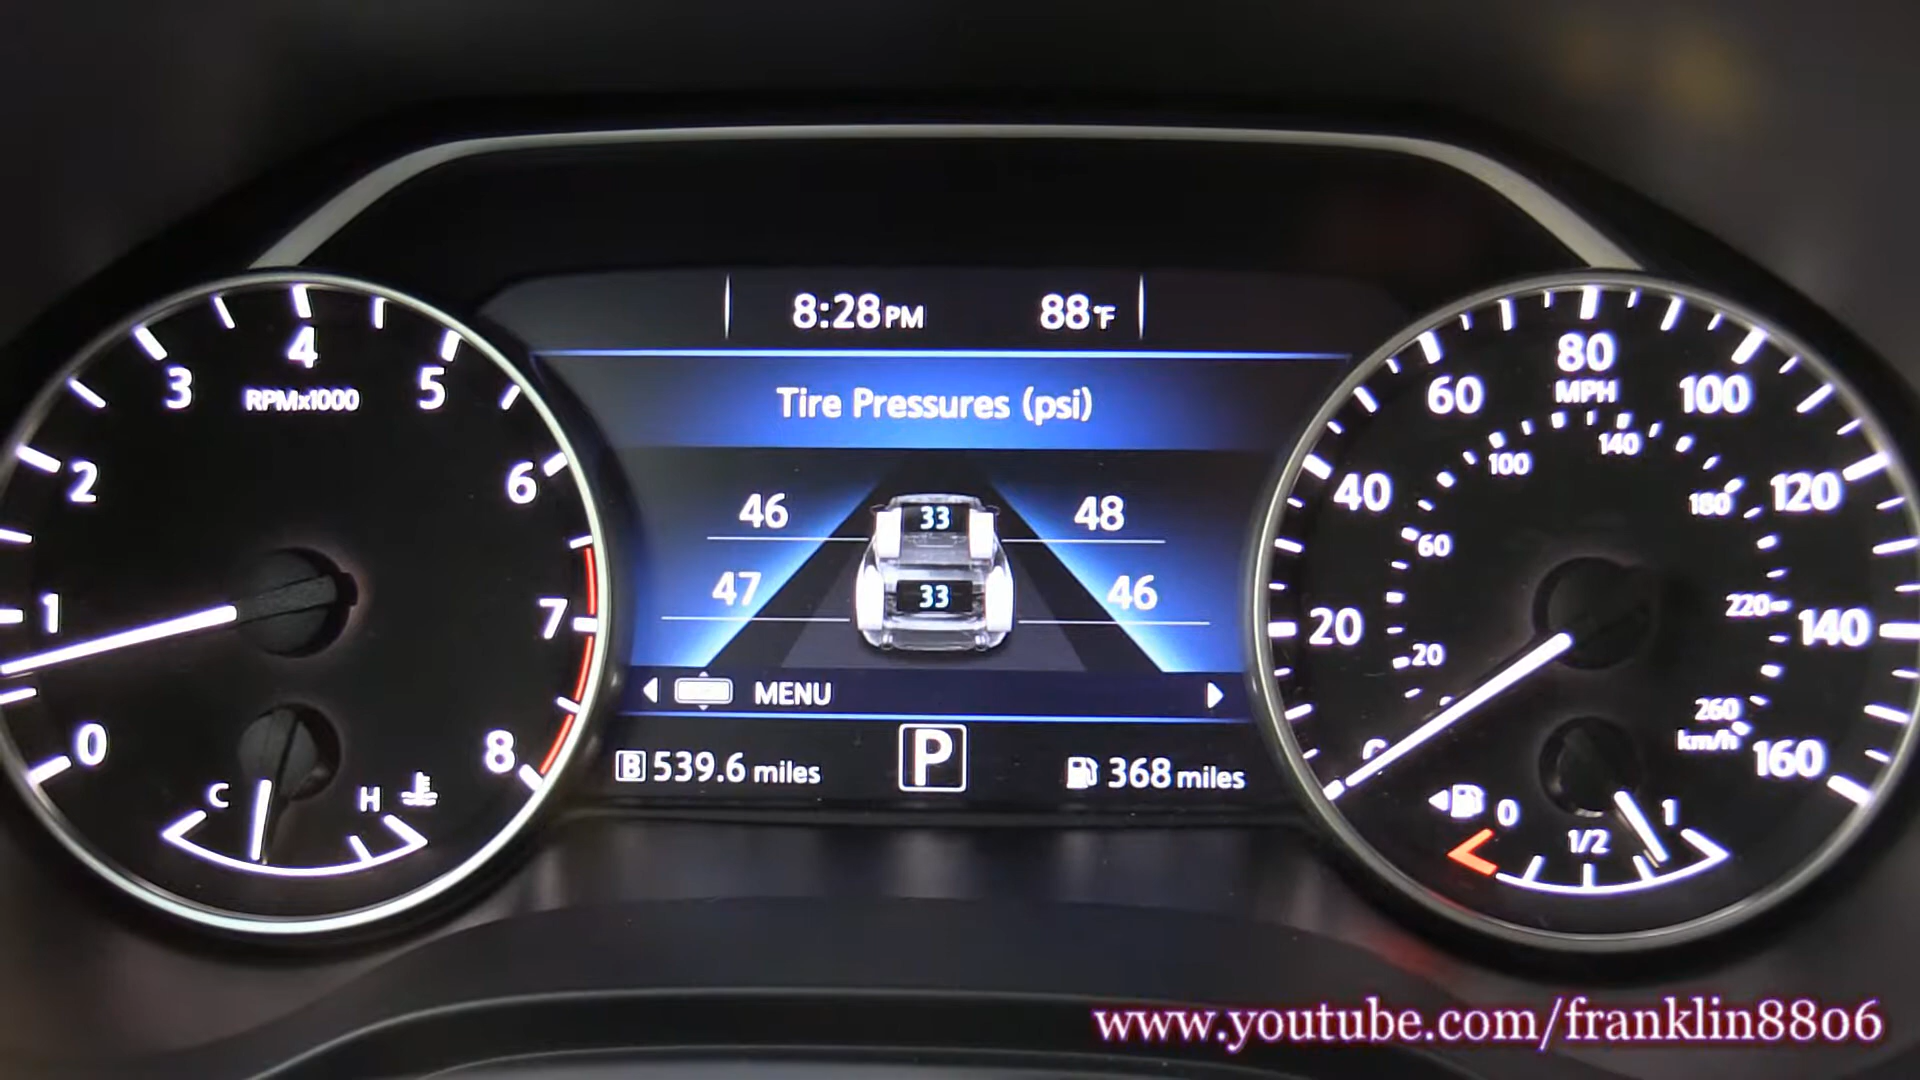 8:28PM 88°F
Tire Pressures (psi)
46 33 48
47 33 46
MENU
B 539.6 miles P 368 miles
0 1 2 3 4 5 6 7 8
RPMx1000
C H
0 20 40 60 80 100 120 140 160
MPH
20 60 100 140 180 220 260
km/h
0 1/2 1
www.youtube.com/franklin8806